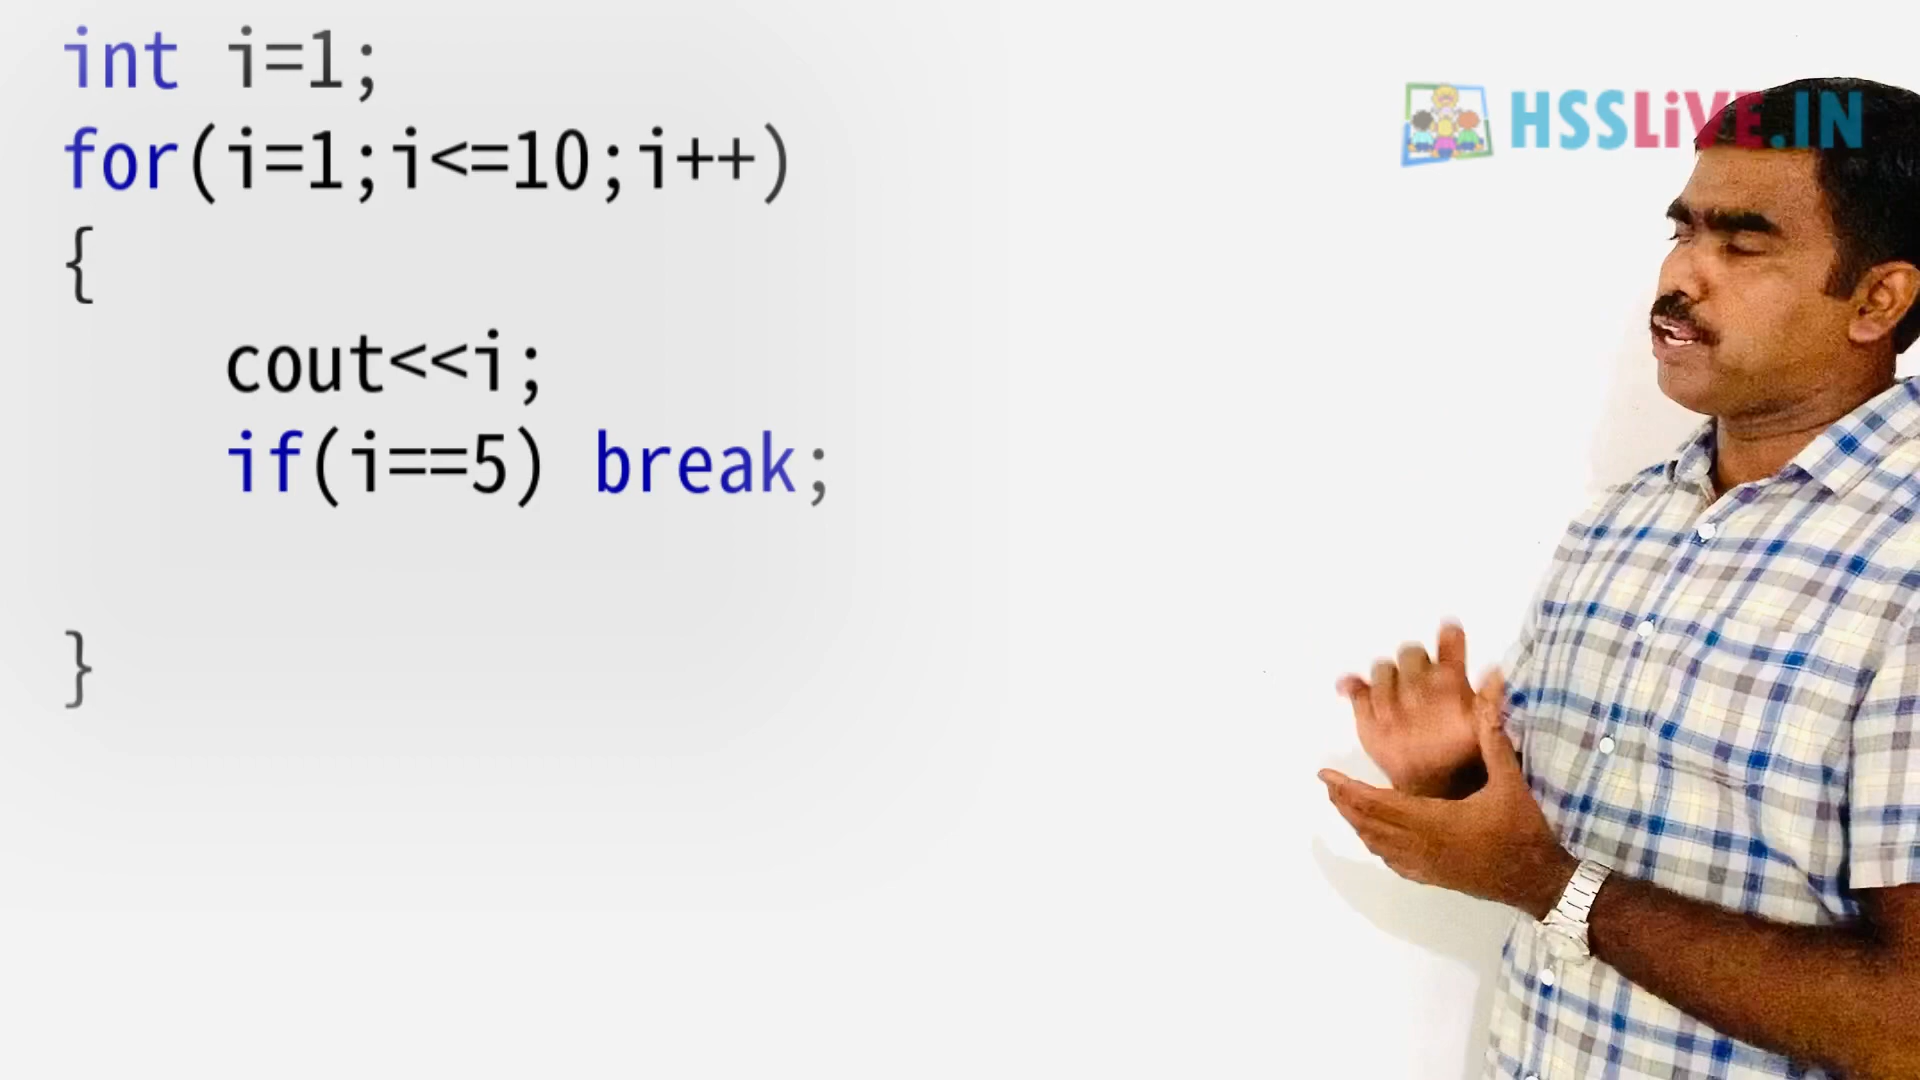 int i=1;
for(i=1;i<=10;i++)
{
cout<<i;
if(i==5) break;
}
HSSLiVE.IN